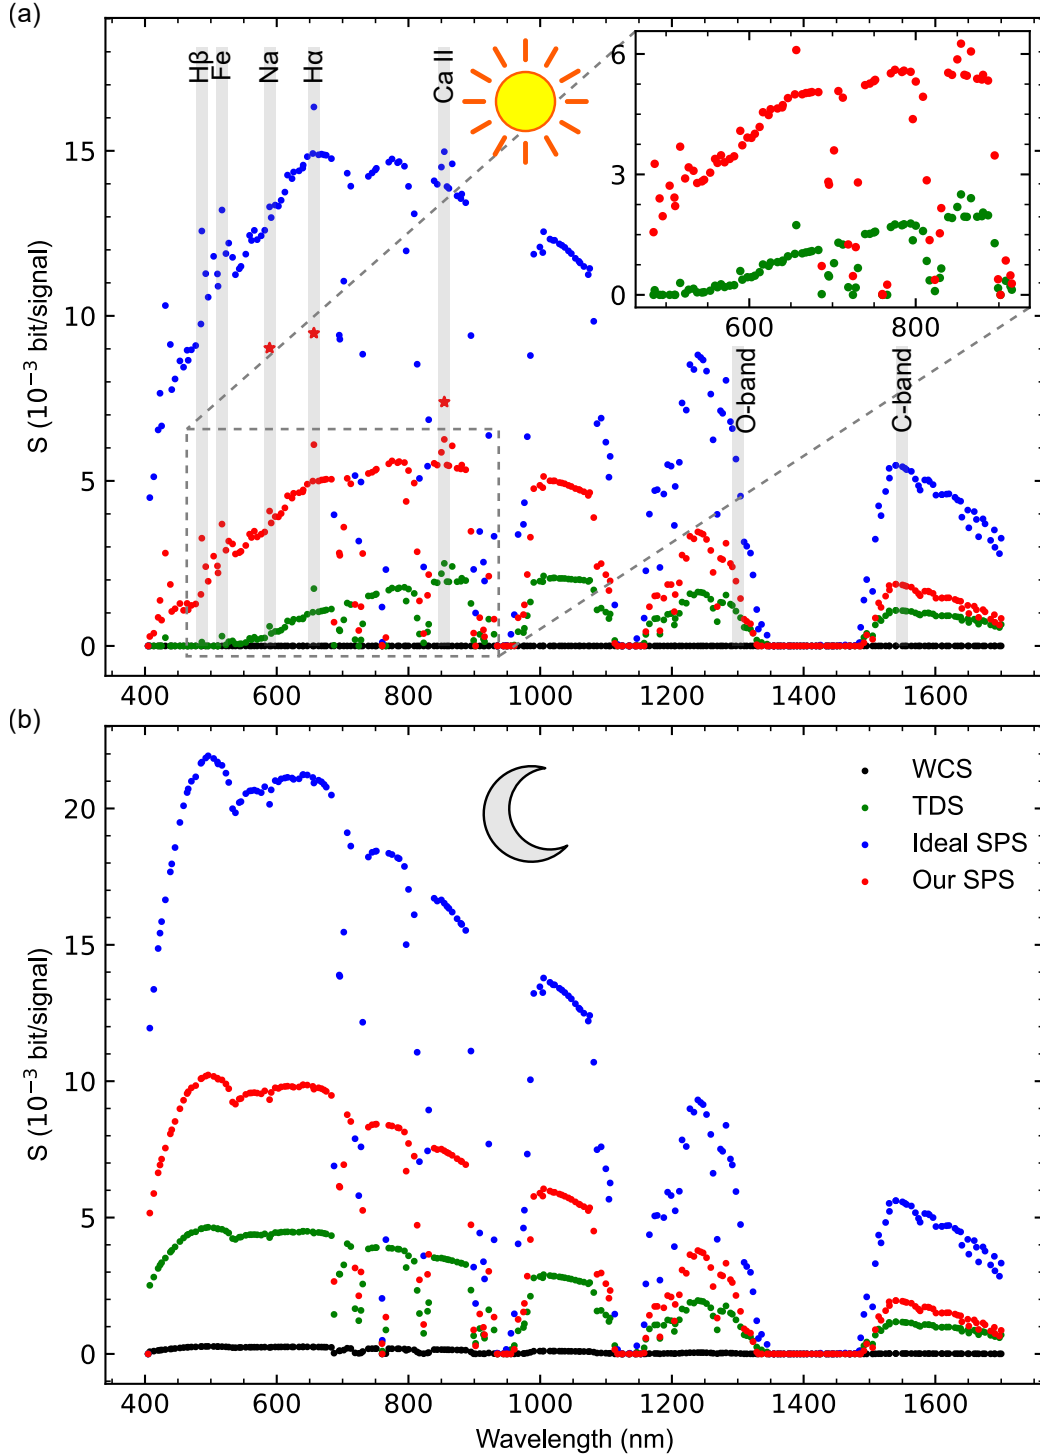 (a)
Hβ
Fe
Na
Hα
Ca II
O-band
C-band
6
3
0
600
800
15
10
5
0
S (10⁻³ bit/signal)
400
600
800
1000
1200
1400
1600
(b)
WCS
TDS
Ideal SPS
Our SPS
20
15
10
5
0
S (10⁻³ bit/signal)
400
600
800
1000
1200
1400
1600
Wavelength (nm)